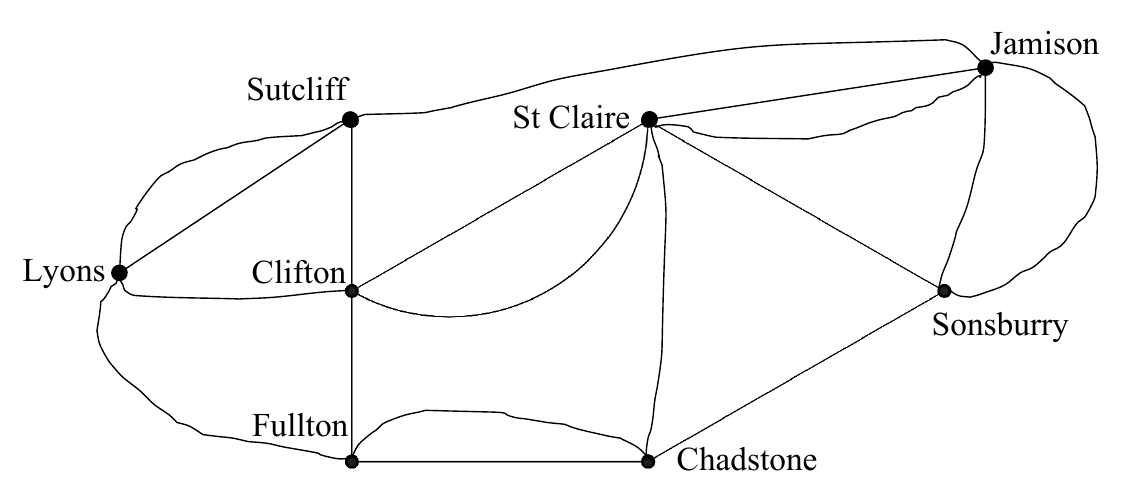 Jamison
Sutcliff
St Claire
Lyons
Clifton
Sonsburry
Fullton
Chadstone